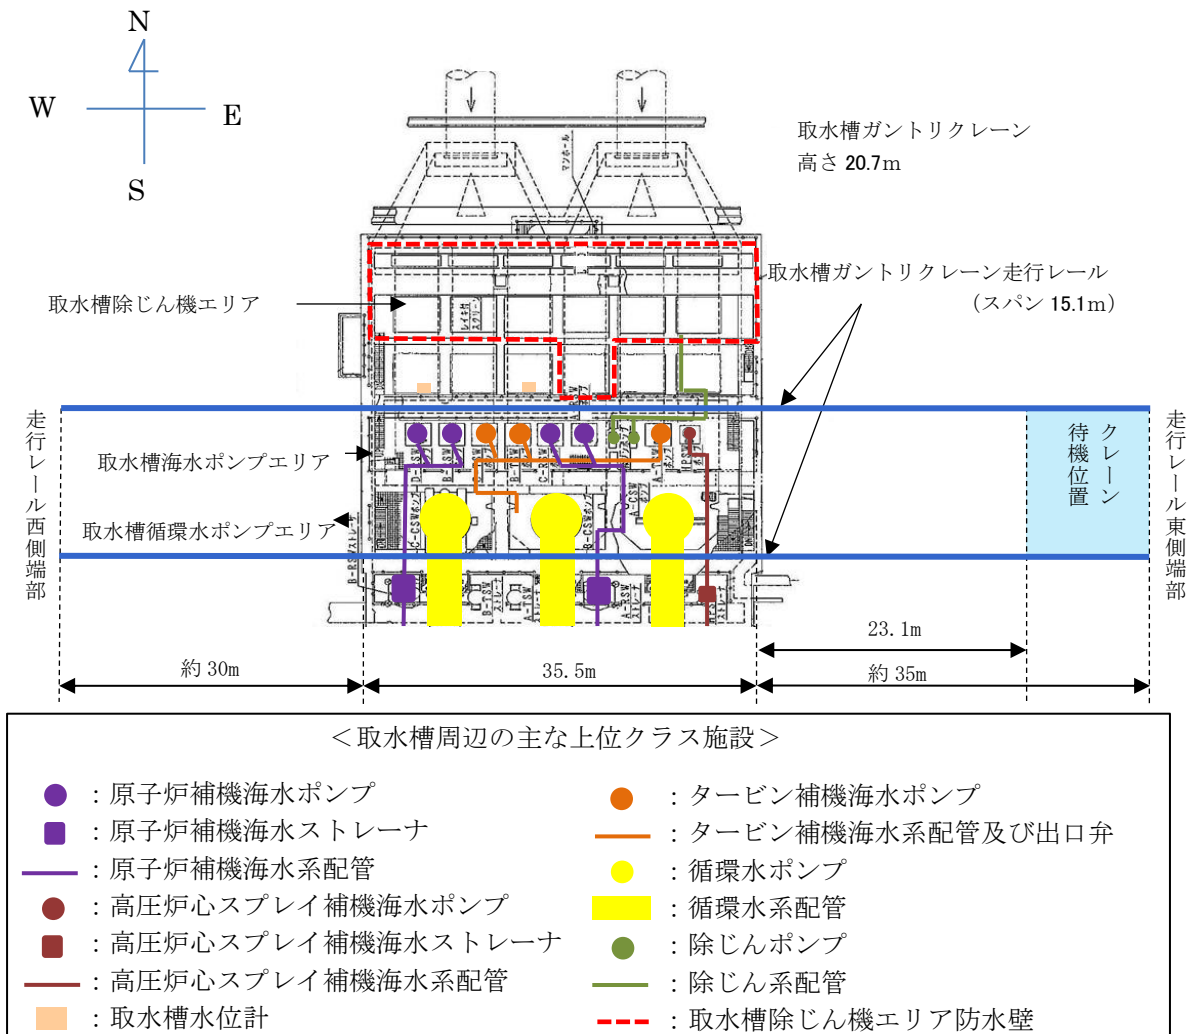 N
W
E
S
マンホール
取水槽ガントリクレーン
高さ 20.7m
取水槽ガントリクレーン走行レール
(スパン 15.1m)
取水槽除じん機エリア
走行レール西側端部
取水槽海水ポンプエリア
取水槽循環水ポンプエリア
クレーン
待機位置
走行レール東側端部
23.1m
約 30m
35.5m
約 35m
＜取水槽周辺の主な上位クラス施設＞
：原子炉補機海水ポンプ
：タービン補機海水ポンプ
：原子炉補機海水ストレーナ
：タービン補機海水系配管及び出口弁
：原子炉補機海水系配管
：循環水ポンプ
：高圧炉心スプレイ補機海水ポンプ
：循環水系配管
：高圧炉心スプレイ補機海水ストレーナ
：除じんポンプ
：高圧炉心スプレイ補機海水系配管
：除じん系配管
：取水槽水位計
：取水槽除じん機エリア防水壁